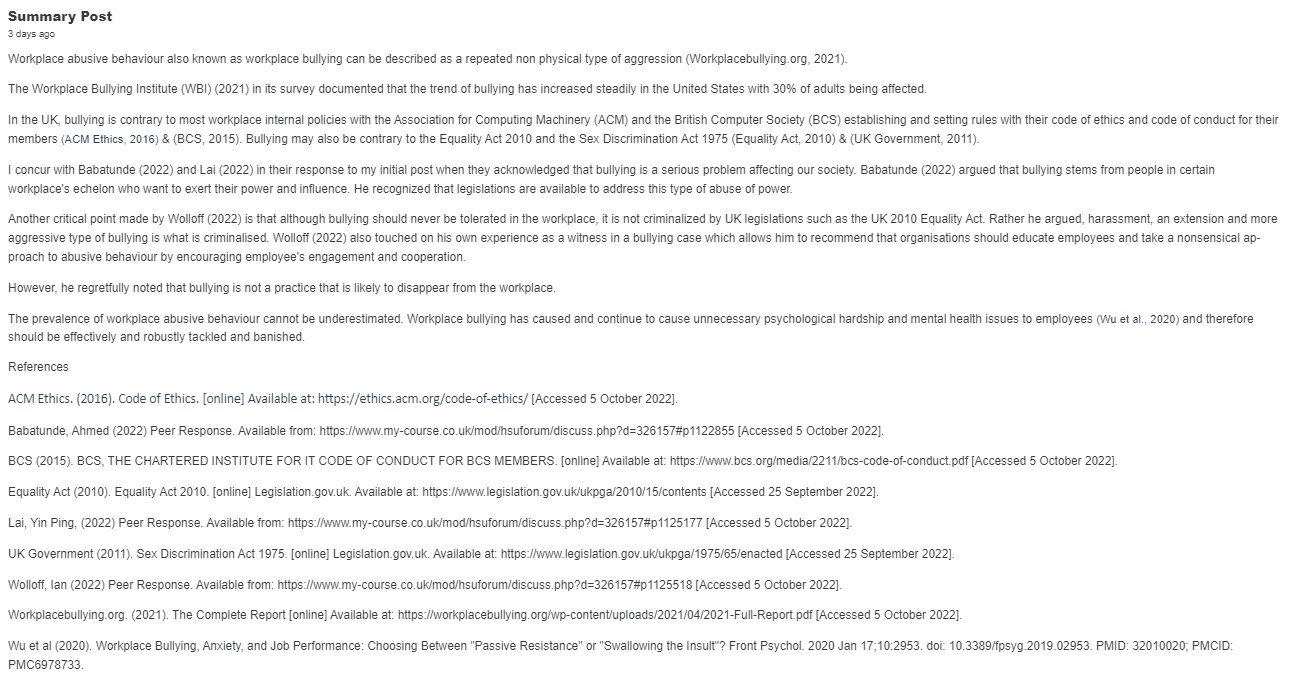 Summary Post
3 days ago
Workplace abusive behaviour also known as workplace bullying can be described as a repeated non physical type of aggression (Workplacebullying.org, 2021).
The Workplace Bullying Institute (WBI) (2021) in its survey documented that the trend of bullying has increased steadily in the United States with 30% of adults being affected.
In the UK, bullying is contrary to most workplace internal policies with the Association for Computing Machinery (ACM) and the British Computer Society (BCS) establishing and setting rules with their code of ethics and code of conduct for their
members (ACM Ethics, 2016) & (BCS, 2015). Bullying may also be contrary to the Equality Act 2010 and the Sex Discrimination Act 1975 (Equality Act, 2010) & (UK Government, 2011).
I concur with Babatunde (2022) and Lai (2022) in their response to my initial post when they acknowledged that bullying is a serious problem affecting our society. Babatunde (2022) argued that bullying stems from people in certain
workplace's echelon who want to exert their power and influence. He recognized that legislations are available to address this type of abuse of power.
Another critical point made by Wolloff (2022) is that although bullying should never be tolerated in the workplace, it is not criminalized by UK legislations such as the UK 2010 Equality Act. Rather he argued, harassment, an extension and more
aggressive type of bullying is what is criminalised. Wolloff (2022) also touched on his own experience as a witness in a bullying case which allows him to recommend that organisations should educate employees and take a nonsensical ap-
proach to abusive behaviour by encouraging employee's engagement and cooperation.
However, he regretfully noted that bullying is not a practice that is likely to disappear from the workplace.
The prevalence of workplace abusive behaviour cannot be underestimated. Workplace bullying has caused and continue to cause unnecessary psychological hardship and mental health issues to employees (Wu et al., 2020) and therefore
should be effectively and robustly tackled and banished.
References
ACM Ethics. (2016). Code of Ethics. [online] Available at: https://ethics.acm.org/code-of-ethics/ [Accessed 5 October 2022].
Babatunde, Ahmed (2022) Peer Response. Available from: https://www.my-course.co.uk/mod/hsuforum/discuss.php?d=326157#p1122855 [Accessed 5 October 2022].
BCS (2015). BCS, THE CHARTERED INSTITUTE FOR IT CODE OF CONDUCT FOR BCS MEMBERS. [online] Available at: https://www.bcs.org/media/2211/bcs-code-of-conduct.pdf [Accessed 5 October 2022].
Equality Act (2010). Equality Act 2010. [online] Legislation.gov.uk. Available at: https://www.legislation.gov.uk/ukpga/2010/15/contents [Accessed 25 September 2022].
Lai, Yin Ping, (2022) Peer Response. Available from: https://www.my-course.co.uk/mod/hsuforum/discuss.php?d=326157#p1125177 [Accessed 5 October 2022].
UK Government (2011). Sex Discrimination Act 1975. [online] Legislation.gov.uk. Available at: https://www.legislation.gov.uk/ukpga/1975/65/enacted [Accessed 25 September 2022].
Wolloff, Ian (2022) Peer Response. Available from: https://www.my-course.co.uk/mod/hsuforum/discuss.php?d=326157#p1125518 [Accessed 5 October 2022].
Workplacebullying.org. (2021). The Complete Report [online] Available at: https://workplacebullying.org/wp-content/uploads/2021/04/2021-Full-Report.pdf [Accessed 5 October 2022].
Wu et al (2020). Workplace Bullying, Anxiety, and Job Performance: Choosing Between "Passive Resistance" or "Swallowing the Insult"? Front Psychol. 2020 Jan 17;10:2953. doi: 10.3389/fpsyg.2019.02953. PMID: 32010020; PMCID:
PMC6978733.